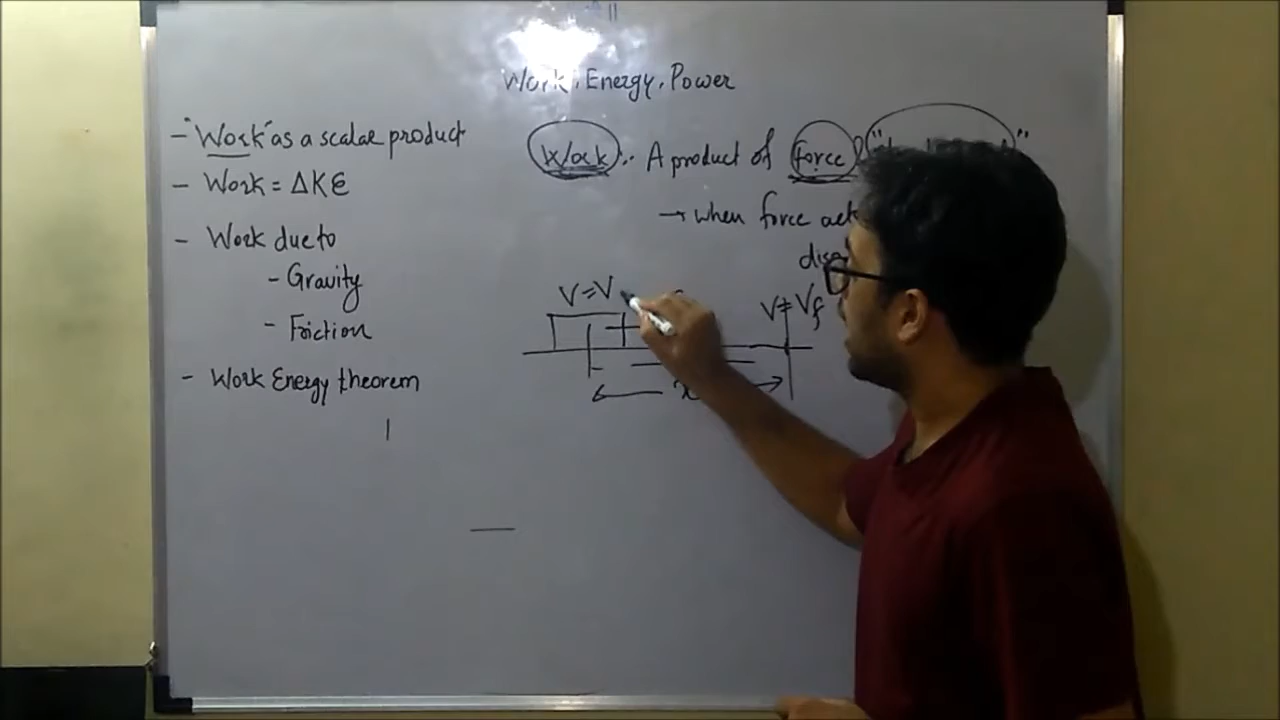 Work, Energy, Power
- "Work" as a scalar product
- Work = ΔKE
- Work due to
- Gravity
- Friction
- Work Energy theorem
Work :. A product of force &
→ when force act
V=V
V=Vf
x